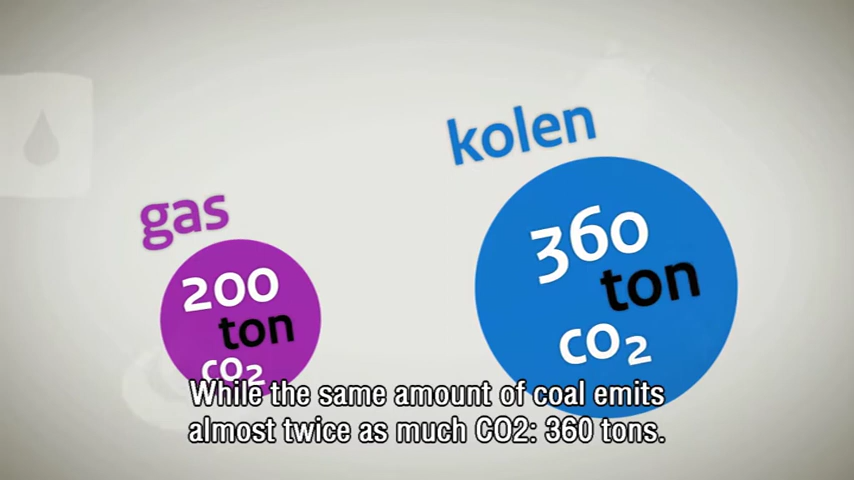 gas
200
ton
CO2
kolen
360
ton
CO2
While the same amount of coal emits
almost twice as much CO2: 360 tons.